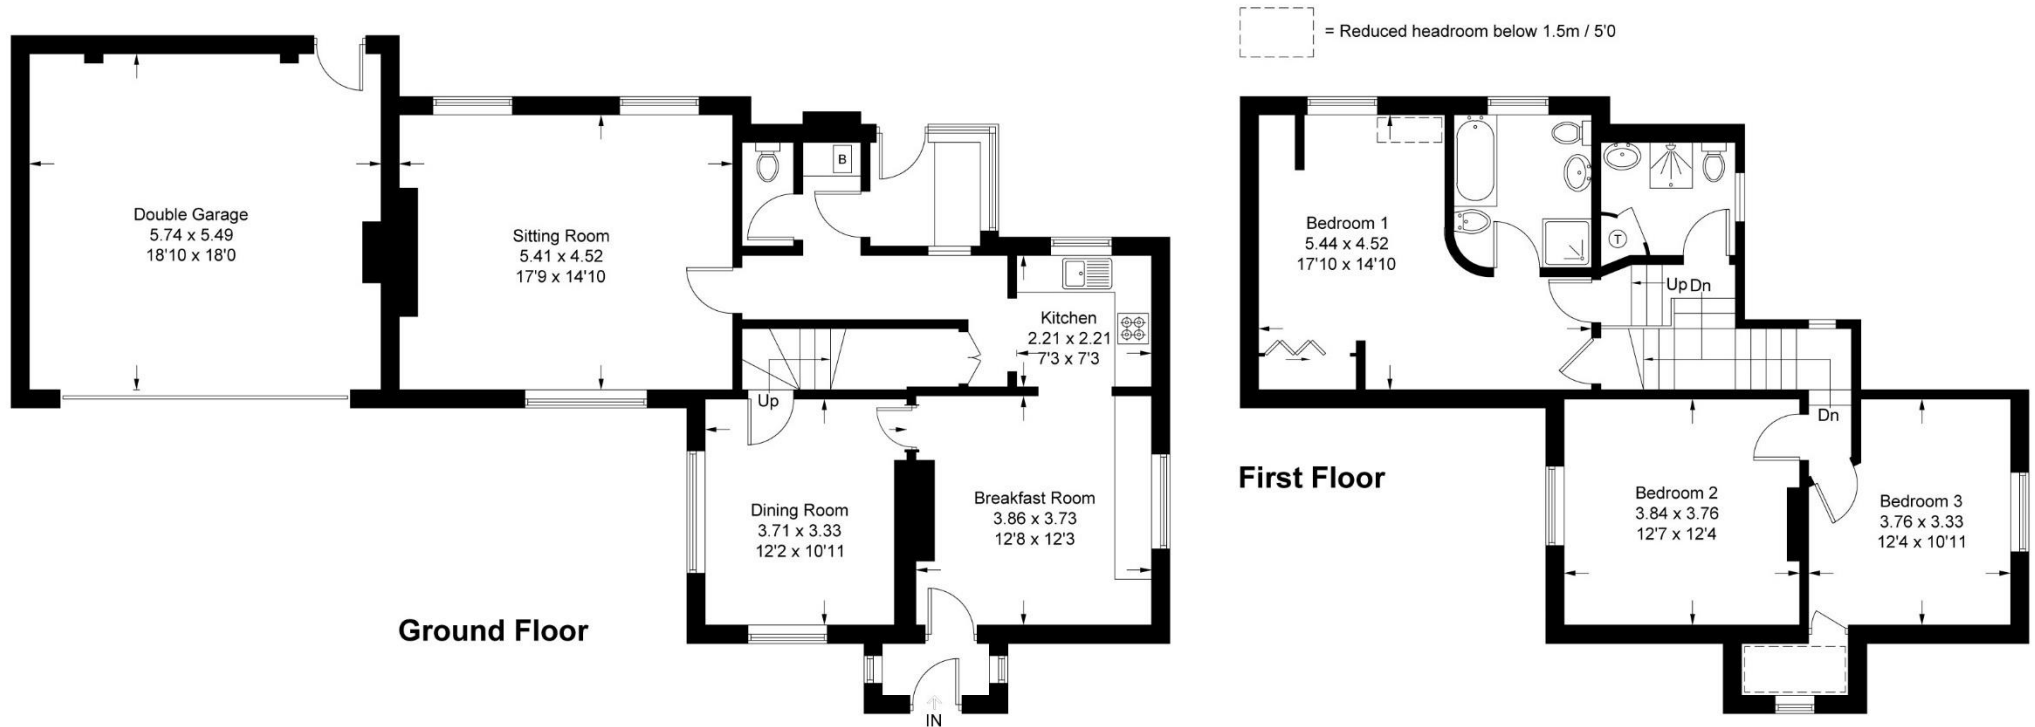 = Reduced headroom below 1.5m / 5'0
Double Garage
5.74 x 5.49
18'10 x 18'0
Sitting Room
5.41 x 4.52
17'9 x 14'10
B
Kitchen
2.21 x 2.21
7'3 x 7'3
Up
Dining Room
3.71 x 3.33
12'2 x 10'11
Breakfast Room
3.86 x 3.73
12'8 x 12'3
IN
Ground Floor
Bedroom 1
5.44 x 4.52
17'10 x 14'10
T
Up
Dn
Dn
Bedroom 2
3.84 x 3.76
12'7 x 12'4
Bedroom 3
3.76 x 3.33
12'4 x 10'11
First Floor